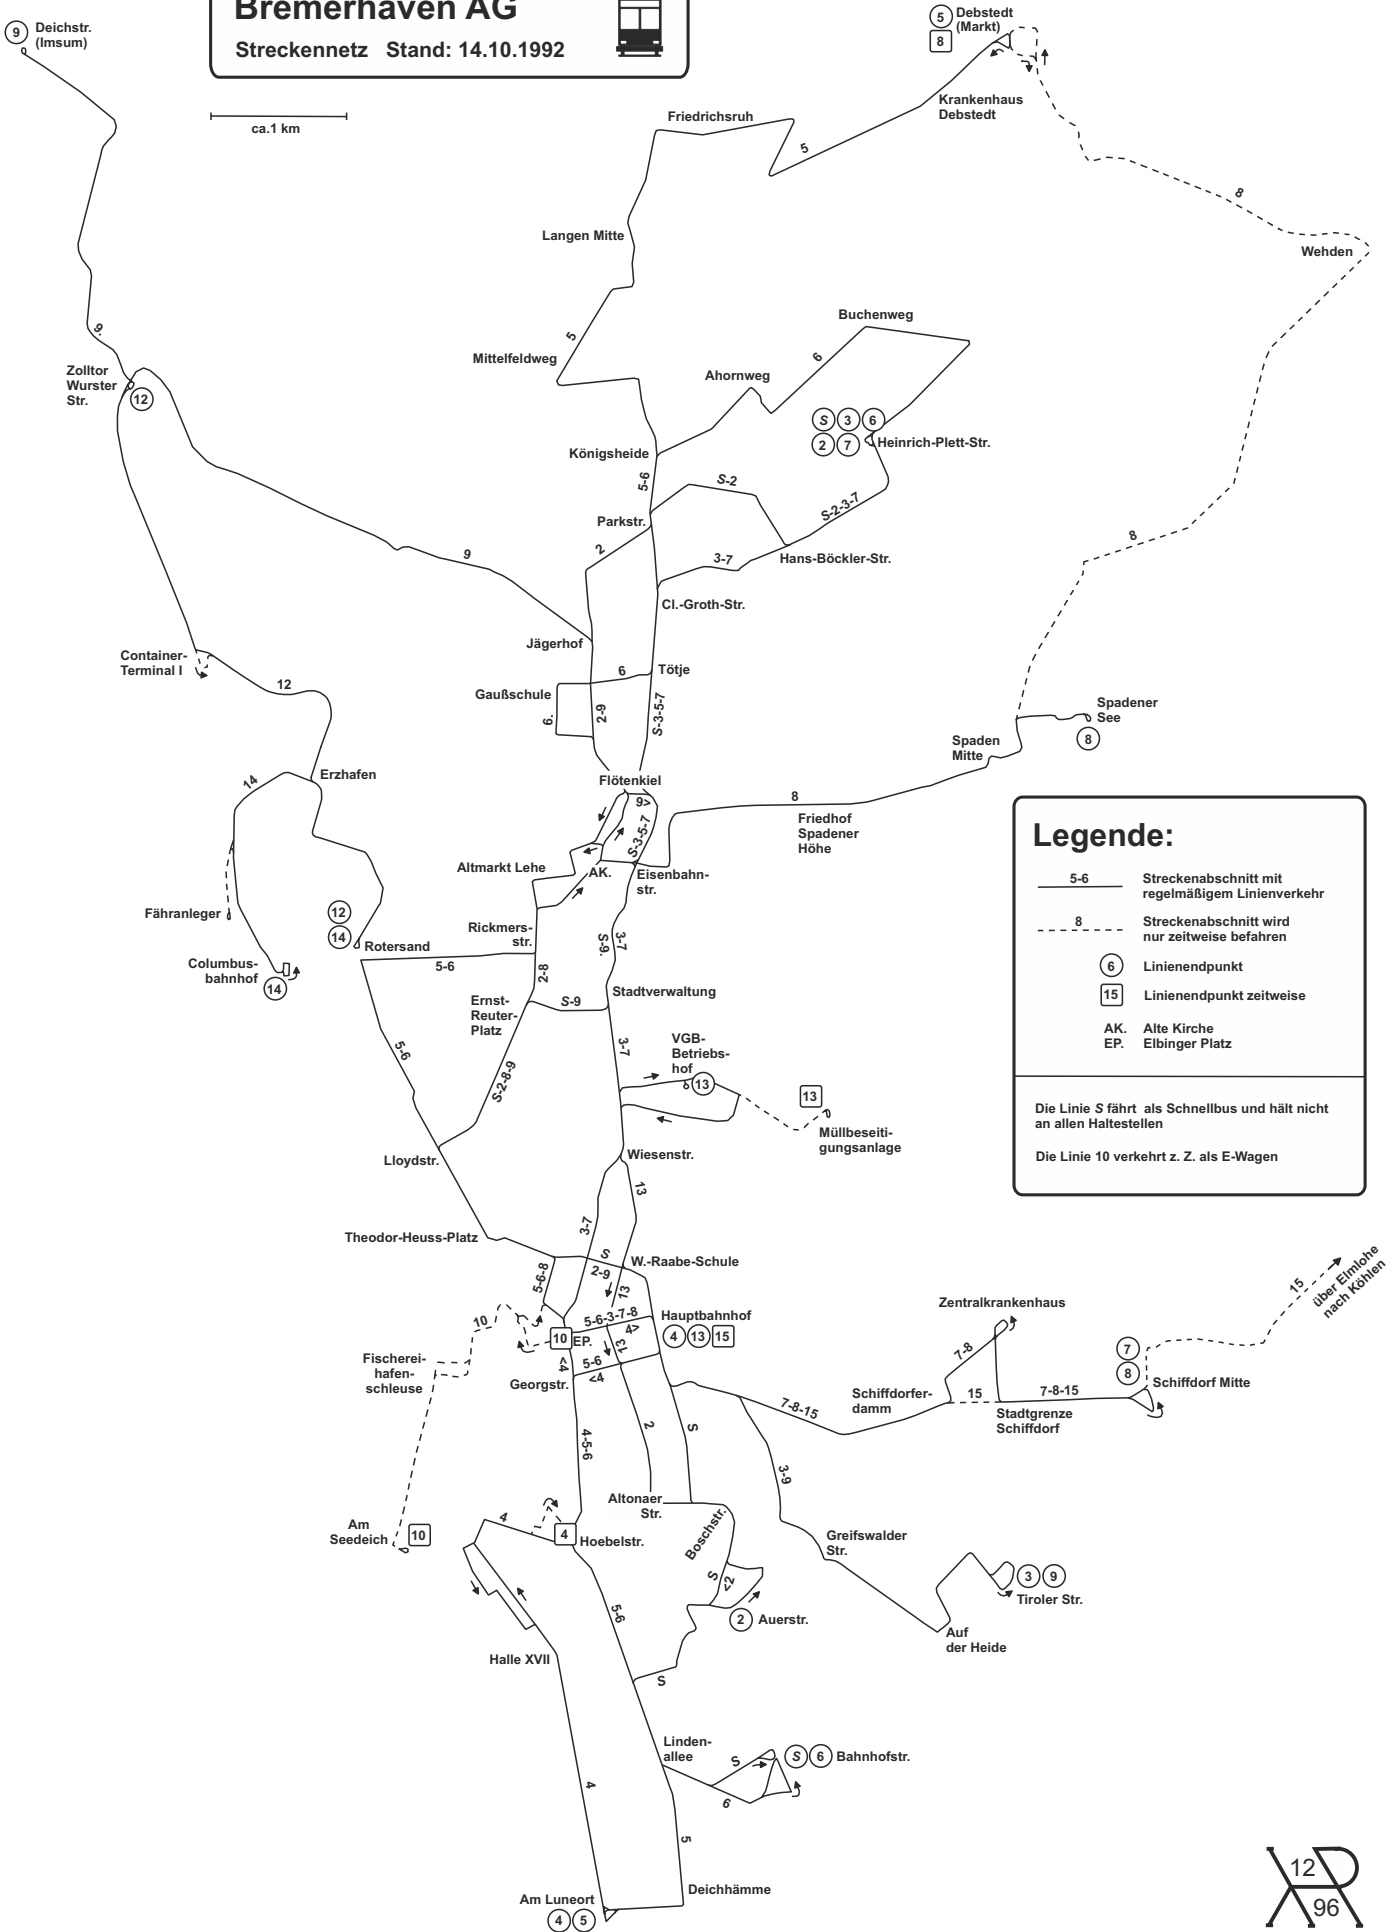 Bremerhaven AG
Streckennetz Stand: 14.10.1992
ca.1 km
9
Deichstr.
(Imsum)
5
8
Debstedt
(Markt)
Krankenhaus
Debstedt
Friedrichsruh
5
8
Langen Mitte
Wehden
5
Buchenweg
9.
Mittelfeldweg
6
Zolltor
Wurster
Str.
12
Ahornweg
S
3
6
2
7
Heinrich-Plett-Str.
Königsheide
5-6
S-2
S-2-3-7
Parkstr.
2
8
9
3-7
Hans-Böckler-Str.
Cl.-Groth-Str.
Jägerhof
Container-
Terminal I
12
6
Tötje
Gaußschule
6.
2-9
S-3-5-7
Spadener
See
8
Spaden
Mitte
Erzhafen
14
Flötenkiel
9>
S-3-5-7
8
Friedhof
Spadener
Höhe
Altmarkt Lehe
AK.
Eisenbahn-
str.
Fähranleger
12
14
Rotersand
Rickmers-
str.
S-9.
3-7
Columbus-
bahnhof
14
5-6
2-8
Stadtverwaltung
Ernst-
Reuter-
Platz
S-9
5-6
S-2-8-9
3-7
VGB-
Betriebs-
hof
13
13
Müllbeseiti-
gungsanlage
Lloydstr.
Wiesenstr.
13
Theodor-Heuss-Platz
3-7
S
2-9
W.-Raabe-Schule
5-6-8
13
10
5-6-3-7-8
4>
Hauptbahnhof
4
13
15
10
EP.
13
Fischerei-
hafen-
schleuse
<4
5-6
<4
Georgstr.
Zentralkrankenhaus
15
über Elmlohe
nach Köhlen
7-8
7
8
Schiffdorf Mitte
Schiffdorfer-
damm
15
7-8-15
Stadtgrenze
Schiffdorf
7-8-15
4-5-6
2
S
3-9
Altonaer
Str.
Boschstr.
4
Am
Seedeich
10
4
Hoebelstr.
Greifswalder
Str.
S
<2
2
Auerstr.
3
9
Tiroler Str.
5-6
Auf
der Heide
Halle XVII
S
Linden-
allee
S
S
6
Bahnhofstr.
6
4
5
Deichhämme
Am Luneort
4
5
Legende:
5-6
Streckenabschnitt mit
regelmäßigem Linienverkehr
8
Streckenabschnitt wird
nur zeitweise befahren
6
Linienendpunkt
15
Linienendpunkt zeitweise
AK. Alte Kirche
EP. Elbinger Platz
Die Linie S fährt als Schnellbus und hält nicht
an allen Haltestellen
Die Linie 10 verkehrt z. Z. als E-Wagen
12
96